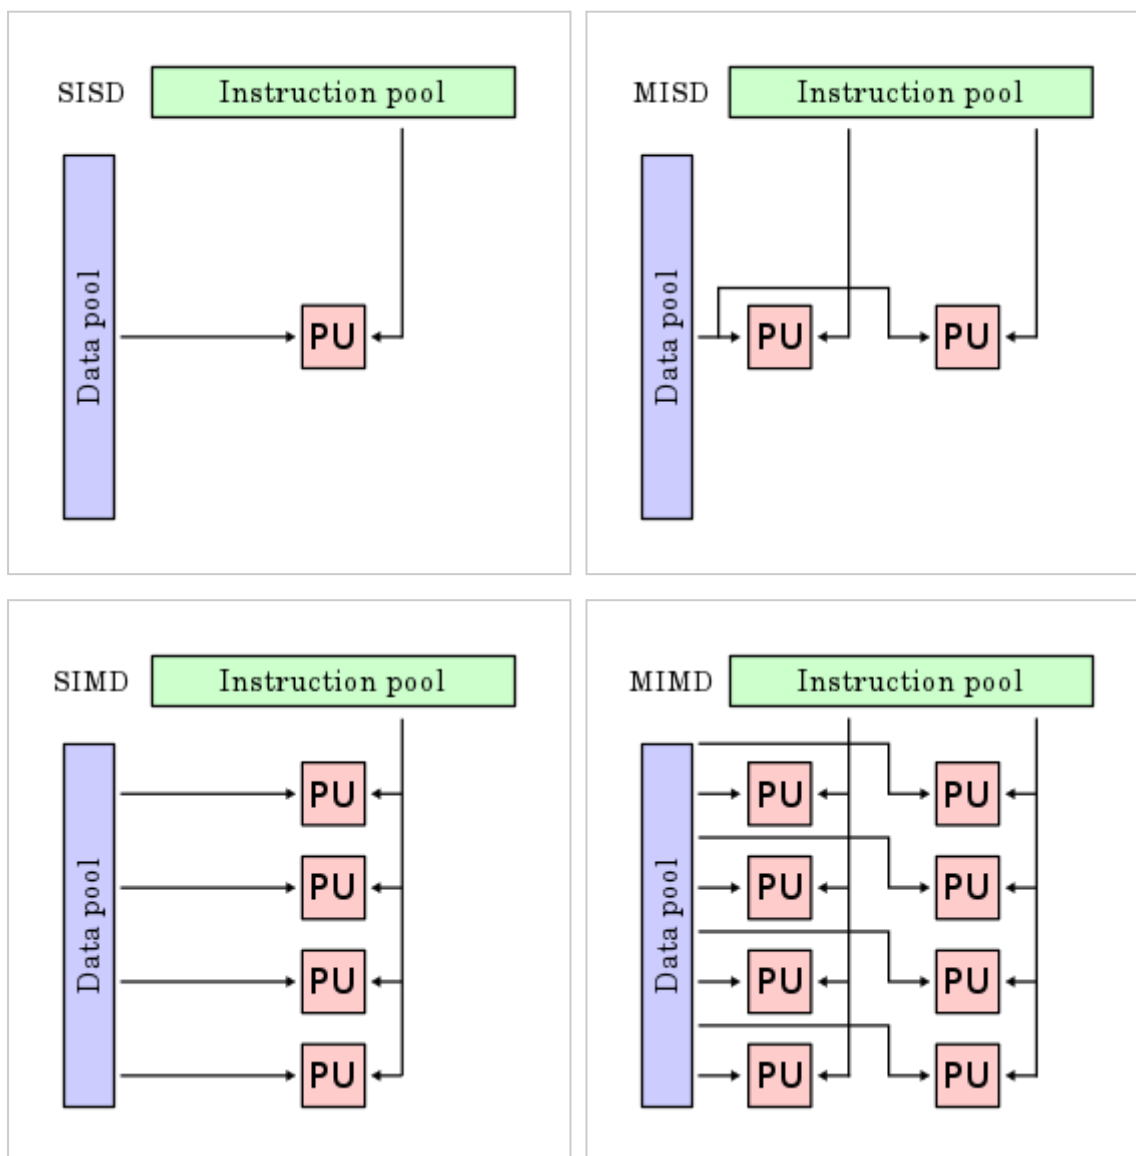 SISD Instruction pool
Data pool
PU
MISD Instruction pool
Data pool
PU PU
SIMD Instruction pool
Data pool
PU
PU
PU
PU
MIMD Instruction pool
Data pool
PU PU
PU PU
PU PU
PU PU